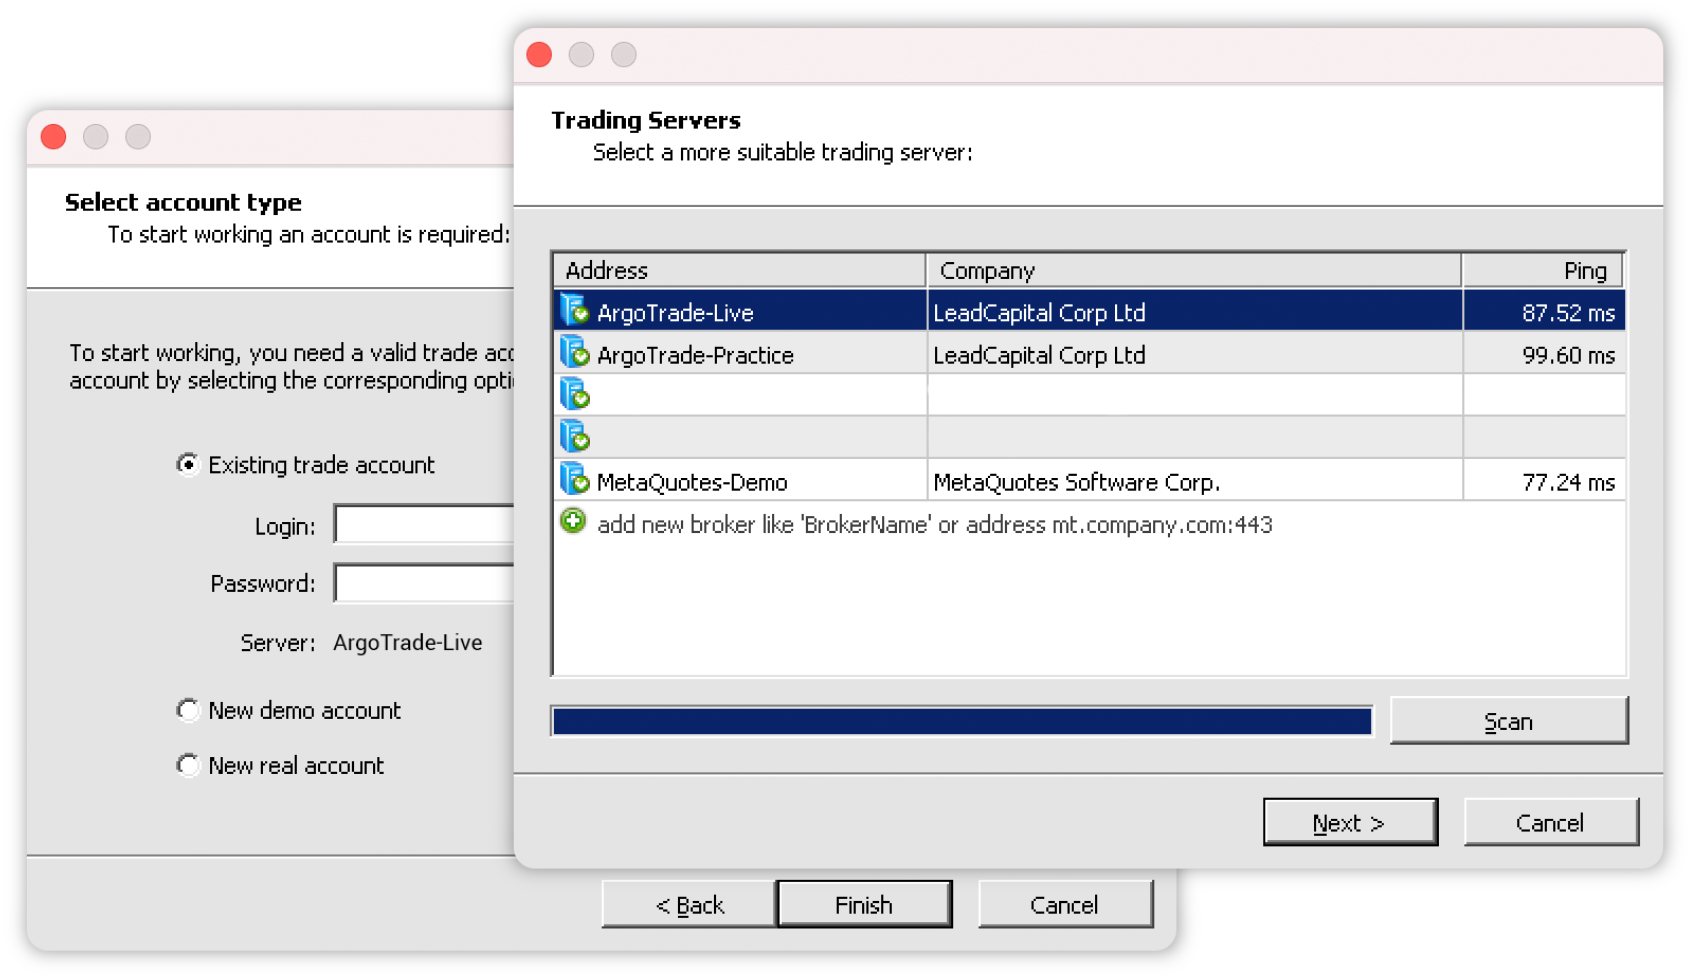 Trading Servers
Select a more suitable trading server:
Address Company Ping
ArgoTrade-Live LeadCapital Corp Ltd 87.52 ms
ArgoTrade-Practice LeadCapital Corp Ltd 99.60 ms
MetaQuotes-Demo MetaQuotes Software Corp. 77.24 ms
add new broker like 'BrokerName' or address mt.company.com:443
Scan
Next > Cancel
Select account type
To start working an account is required:
To start working, you need a valid trade
account by selecting the corresponding
Existing trade account
Login:
Password:
Server: ArgoTrade-Live
New demo account
New real account
< Back Finish Cancel